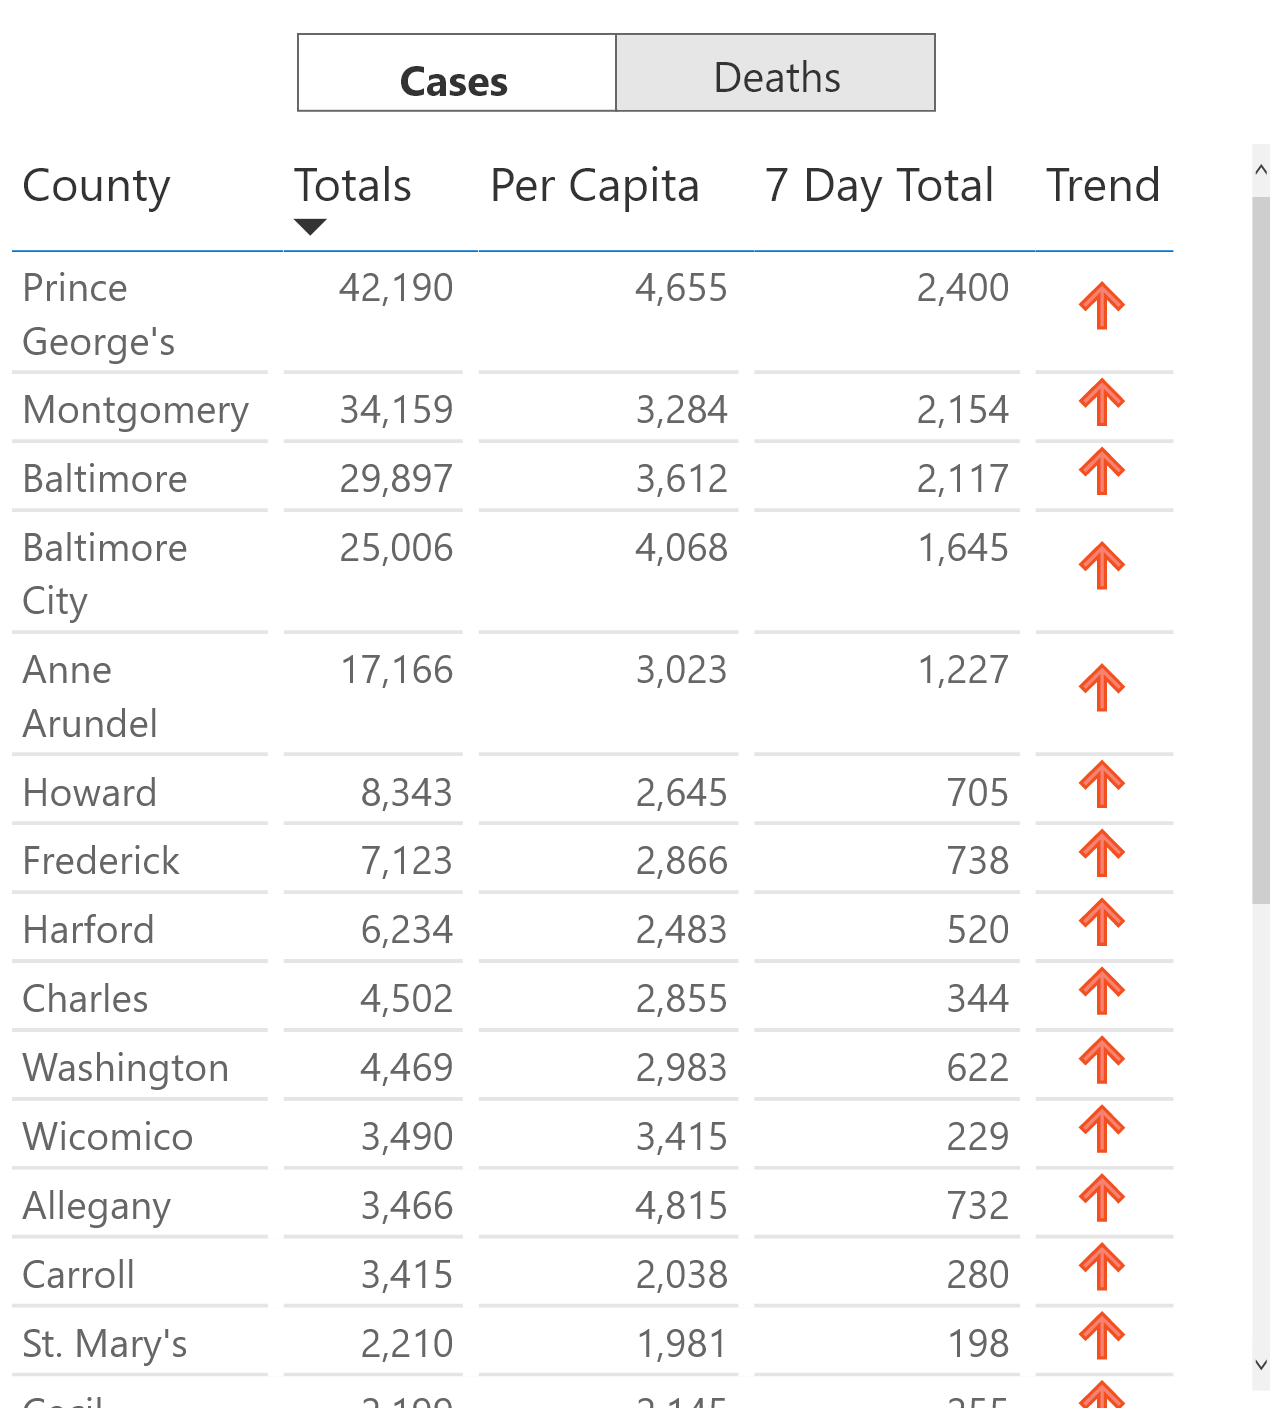 Cases Deaths
County Totals Per Capita 7 Day Total Trend
Prince 42,190 4,655 2,400
George's
Montgomery 34,159 3,284 2,154
Baltimore 29,897 3,612 2,117
Baltimore 25,006 4,068 1,645
City
Anne 17,166 3,023 1,227
Arundel
Howard 8,343 2,645 705
Frederick 7,123 2,866 738
Harford 6,234 2,483 520
Charles 4,502 2,855 344
Washington 4,469 2,983 622
Wicomico 3,490 3,415 229
Allegany 3,466 4,815 732
Carroll 3,415 2,038 280
St. Mary's 2,210 1,981 198
Cecil